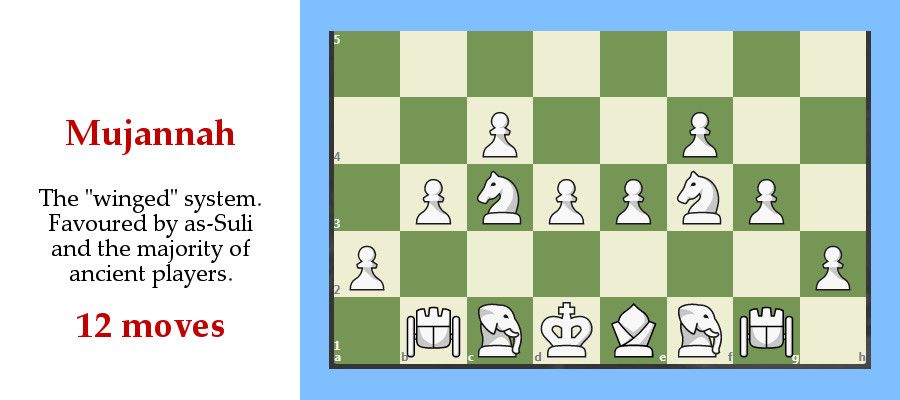 Mujannah
The "winged" system.
Favoured by as-Suli
and the majority of
ancient players.
12 moves
5
4
3
2
1
a b c d e f g h